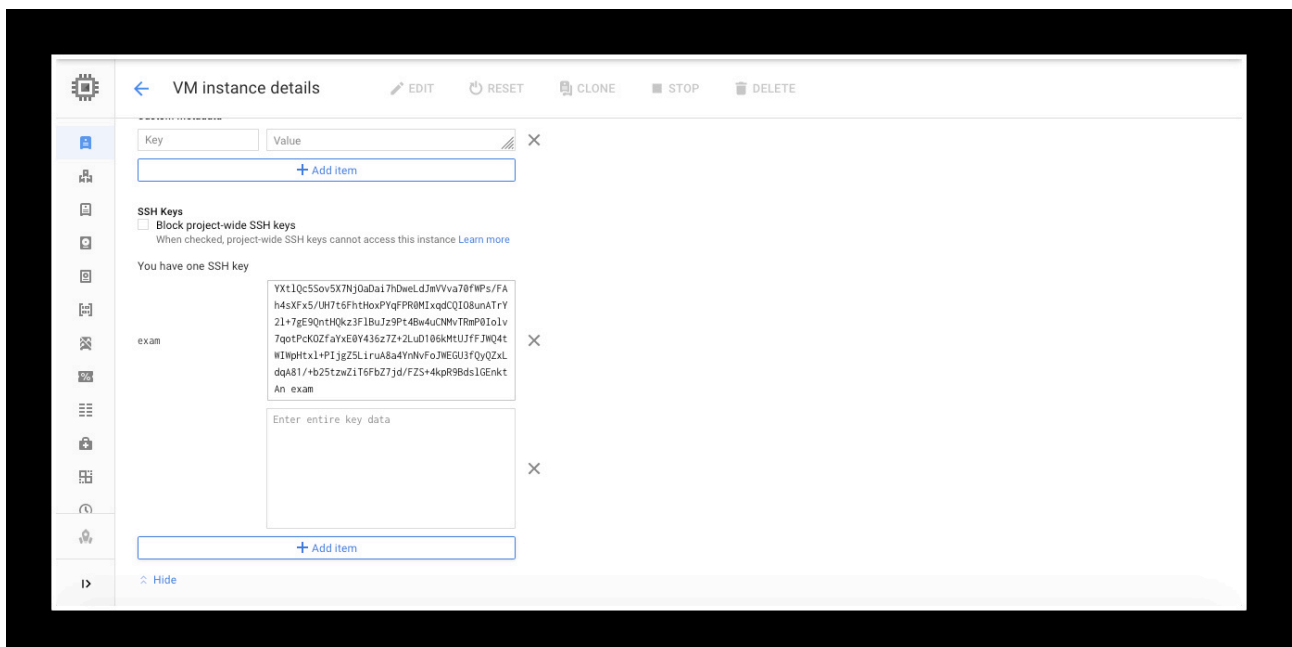 VM instance details
EDIT
RESET
CLONE
STOP
DELETE
Custom metadata
Key
Value
Add item
SSH Keys
Block project-wide SSH keys
When checked, project-wide SSH keys cannot access this instance Learn more
You have one SSH key
exam
YXtlQc5Sov5X7NjOaDai7hDweLdJmVVva70fWPs/FA
h4sXFx5/UH7t6FhtHoxPYqFPR0MIxqdCQIO8unATrY
2l+7gE9QntHQkz3FlBuJz9Pt4Bw4uCNMvTRmP0Iolv
7qotPcKOZfaYxE0Y436z7Z+2LuD106kMtUJfFJWQ4t
WIWpHtxl+PIjgZ5LiruA8a4YnNvFoJWEGU3fQyQZxL
dqA81/+b25tzwZiT6FbZ7jd/FZS+4kpR9BdslGEnkt
An exam
Enter entire key data
Add item
Hide